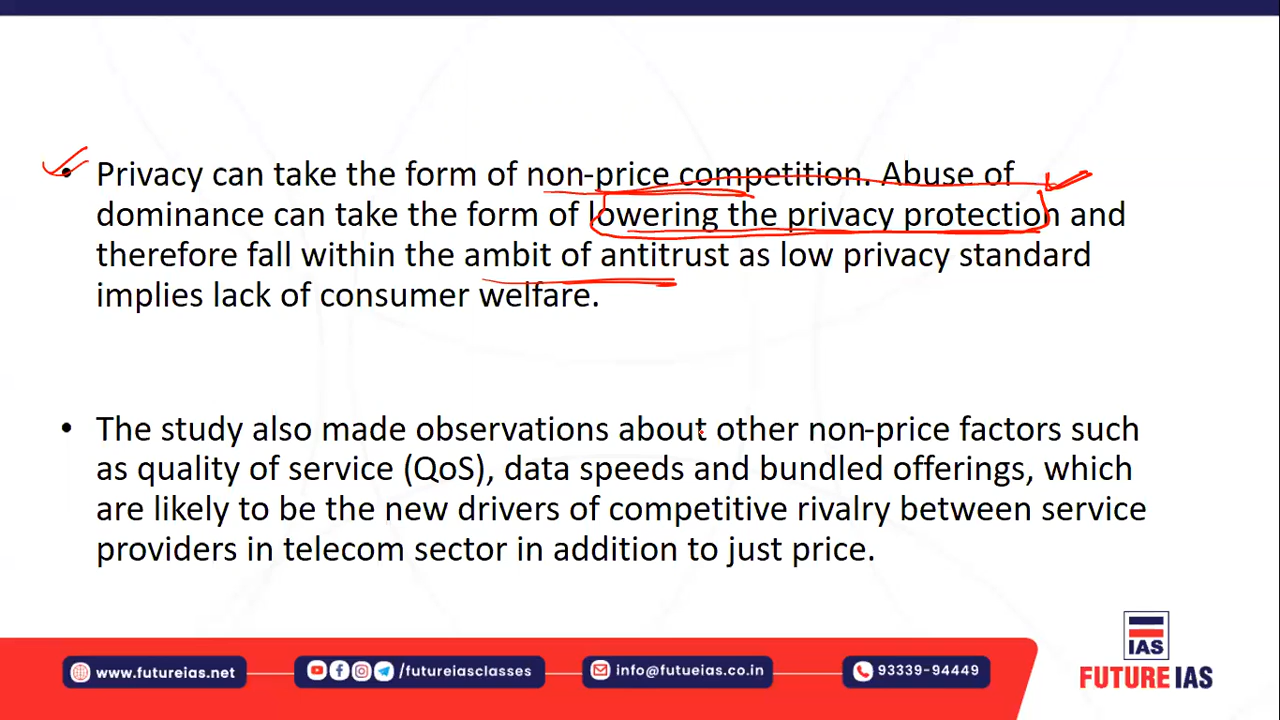 • Privacy can take the form of non-price competition. Abuse of
dominance can take the form of lowering the privacy protection and
therefore fall within the ambit of antitrust as low privacy standard
implies lack of consumer welfare.
• The study also made observations about other non-price factors such
as quality of service (QoS), data speeds and bundled offerings, which
are likely to be the new drivers of competitive rivalry between service
providers in telecom sector in addition to just price.
www.futureias.net
/futureiasclasses
info@futueias.co.in
93339-94449
IAS
FUTURE IAS